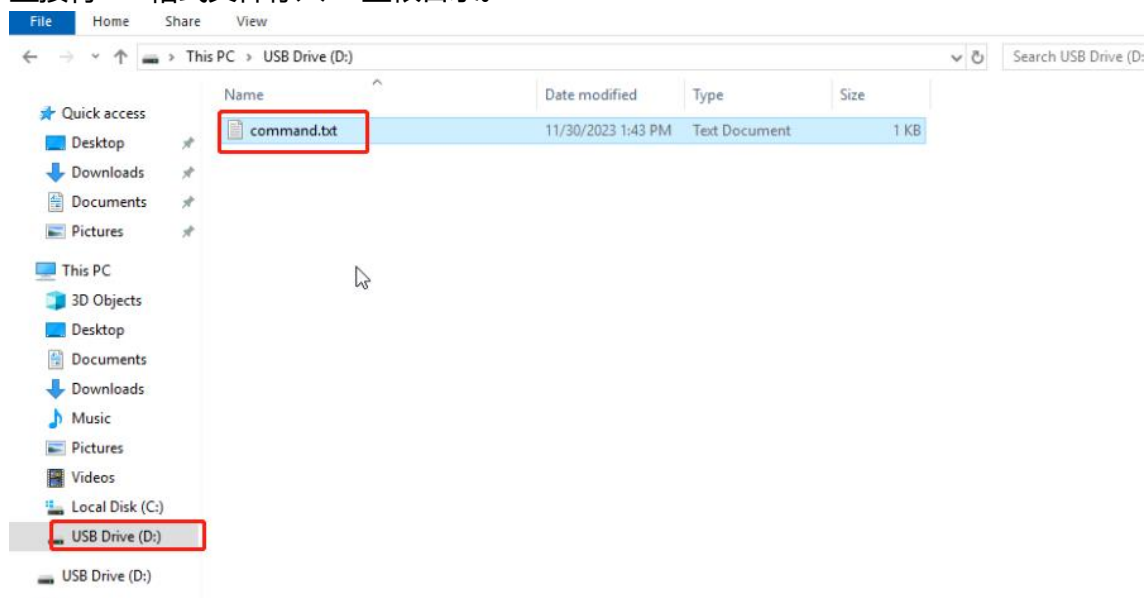 File Home Share View
This PC > USB Drive (D:)
Search USB Drive (D:
Name Date modified Type Size
command.txt 11/30/2023 1:43 PM Text Document 1 KB
Quick access
Desktop
Downloads
Documents
Pictures
This PC
3D Objects
Desktop
Documents
Downloads
Music
Pictures
Videos
Local Disk (C:)
USB Drive (D:)
USB Drive (D:)